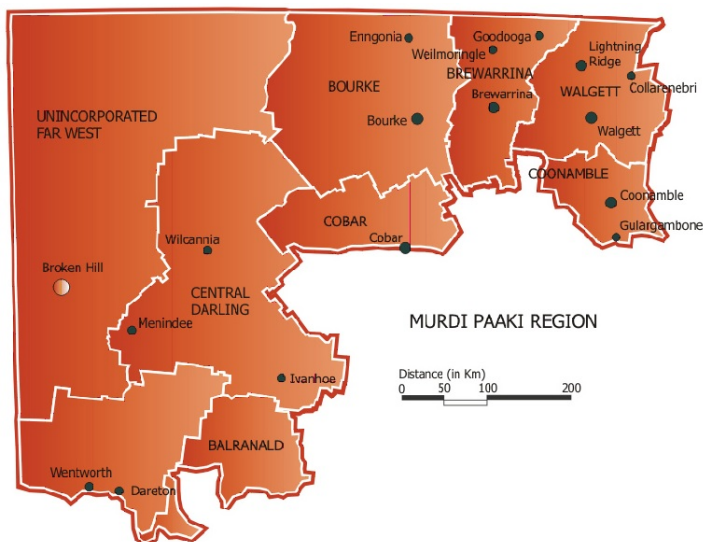 Enngonia
Goodooga
Weilmoringle
Lightning
Ridge
BREWARRINA
Collarenebri
BOURKE
WALGETT
Brewarrina
UNINCORPORATED
FAR WEST
Bourke
Walgett
COONAMBLE
Coonamble
COBAR
Gulargambone
Wilcannia
Cobar
Broken Hill
CENTRAL
DARLING
Menindee
MURDI PAAKI REGION
Ivanhoe
Distance (in Km)
0 50 100 200
BALRANALD
Wentworth
Dareton